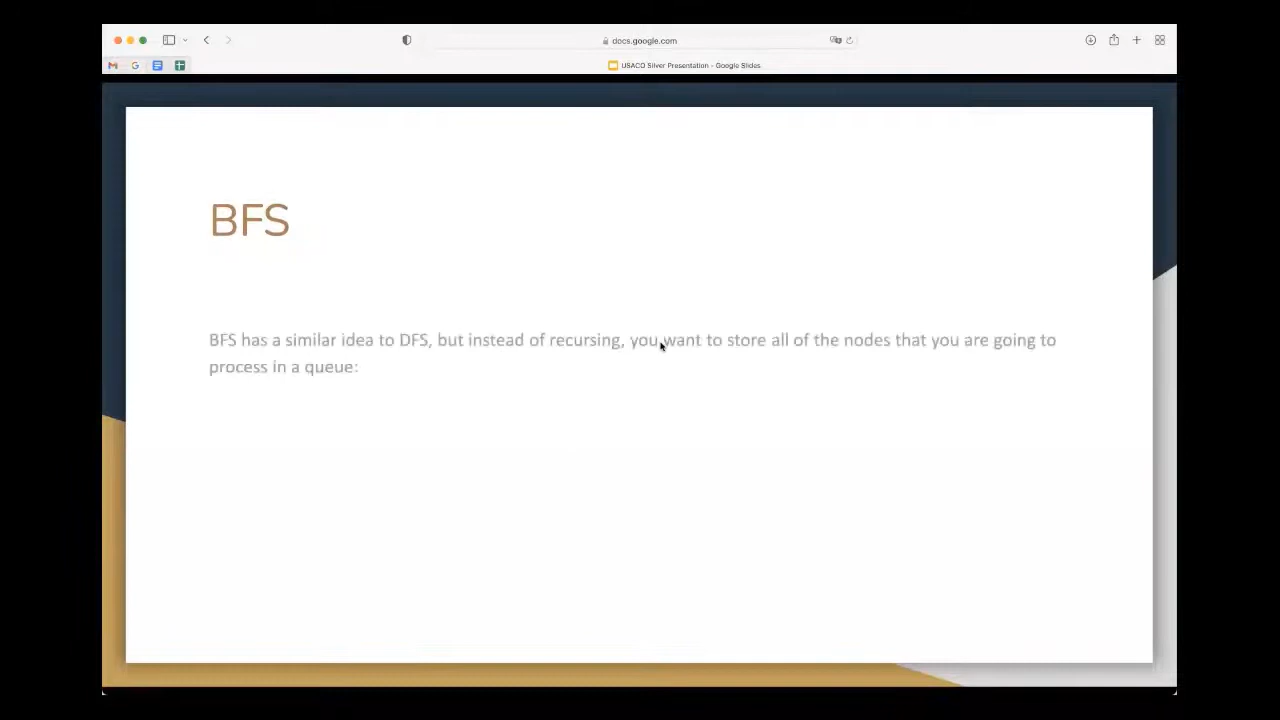 docs.google.com
USACO Silver Presentation - Google Slides
BFS
BFS has a similar idea to DFS, but instead of recursing, you want to store all of the nodes that you are going to
process in a queue: